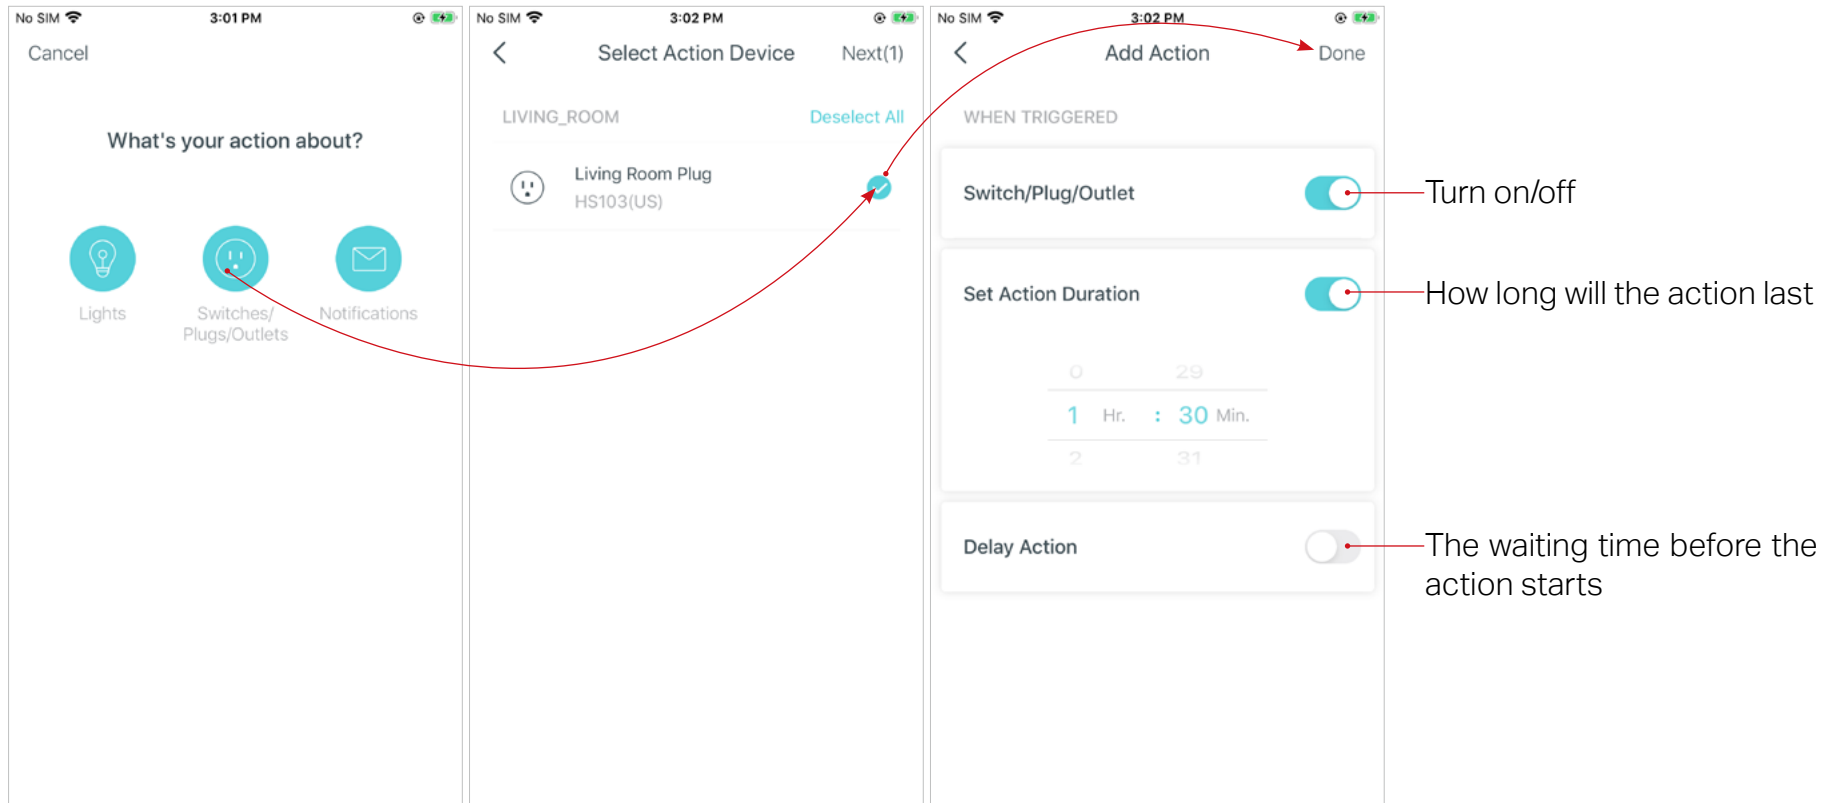 No SIM
3:01 PM
Cancel
What's your action about?
Lights
Switches/
Plugs/Outlets
Notifications
No SIM
3:02 PM
Select Action Device
Next(1)
LIVING_ROOM
Deselect All
Living Room Plug
HS103(US)
No SIM
3:02 PM
Add Action
Done
WHEN TRIGGERED
Switch/Plug/Outlet
Turn on/off
Set Action Duration
How long will the action last
0 29
1 Hr. : 30 Min.
2 31
Delay Action
The waiting time before the
action starts